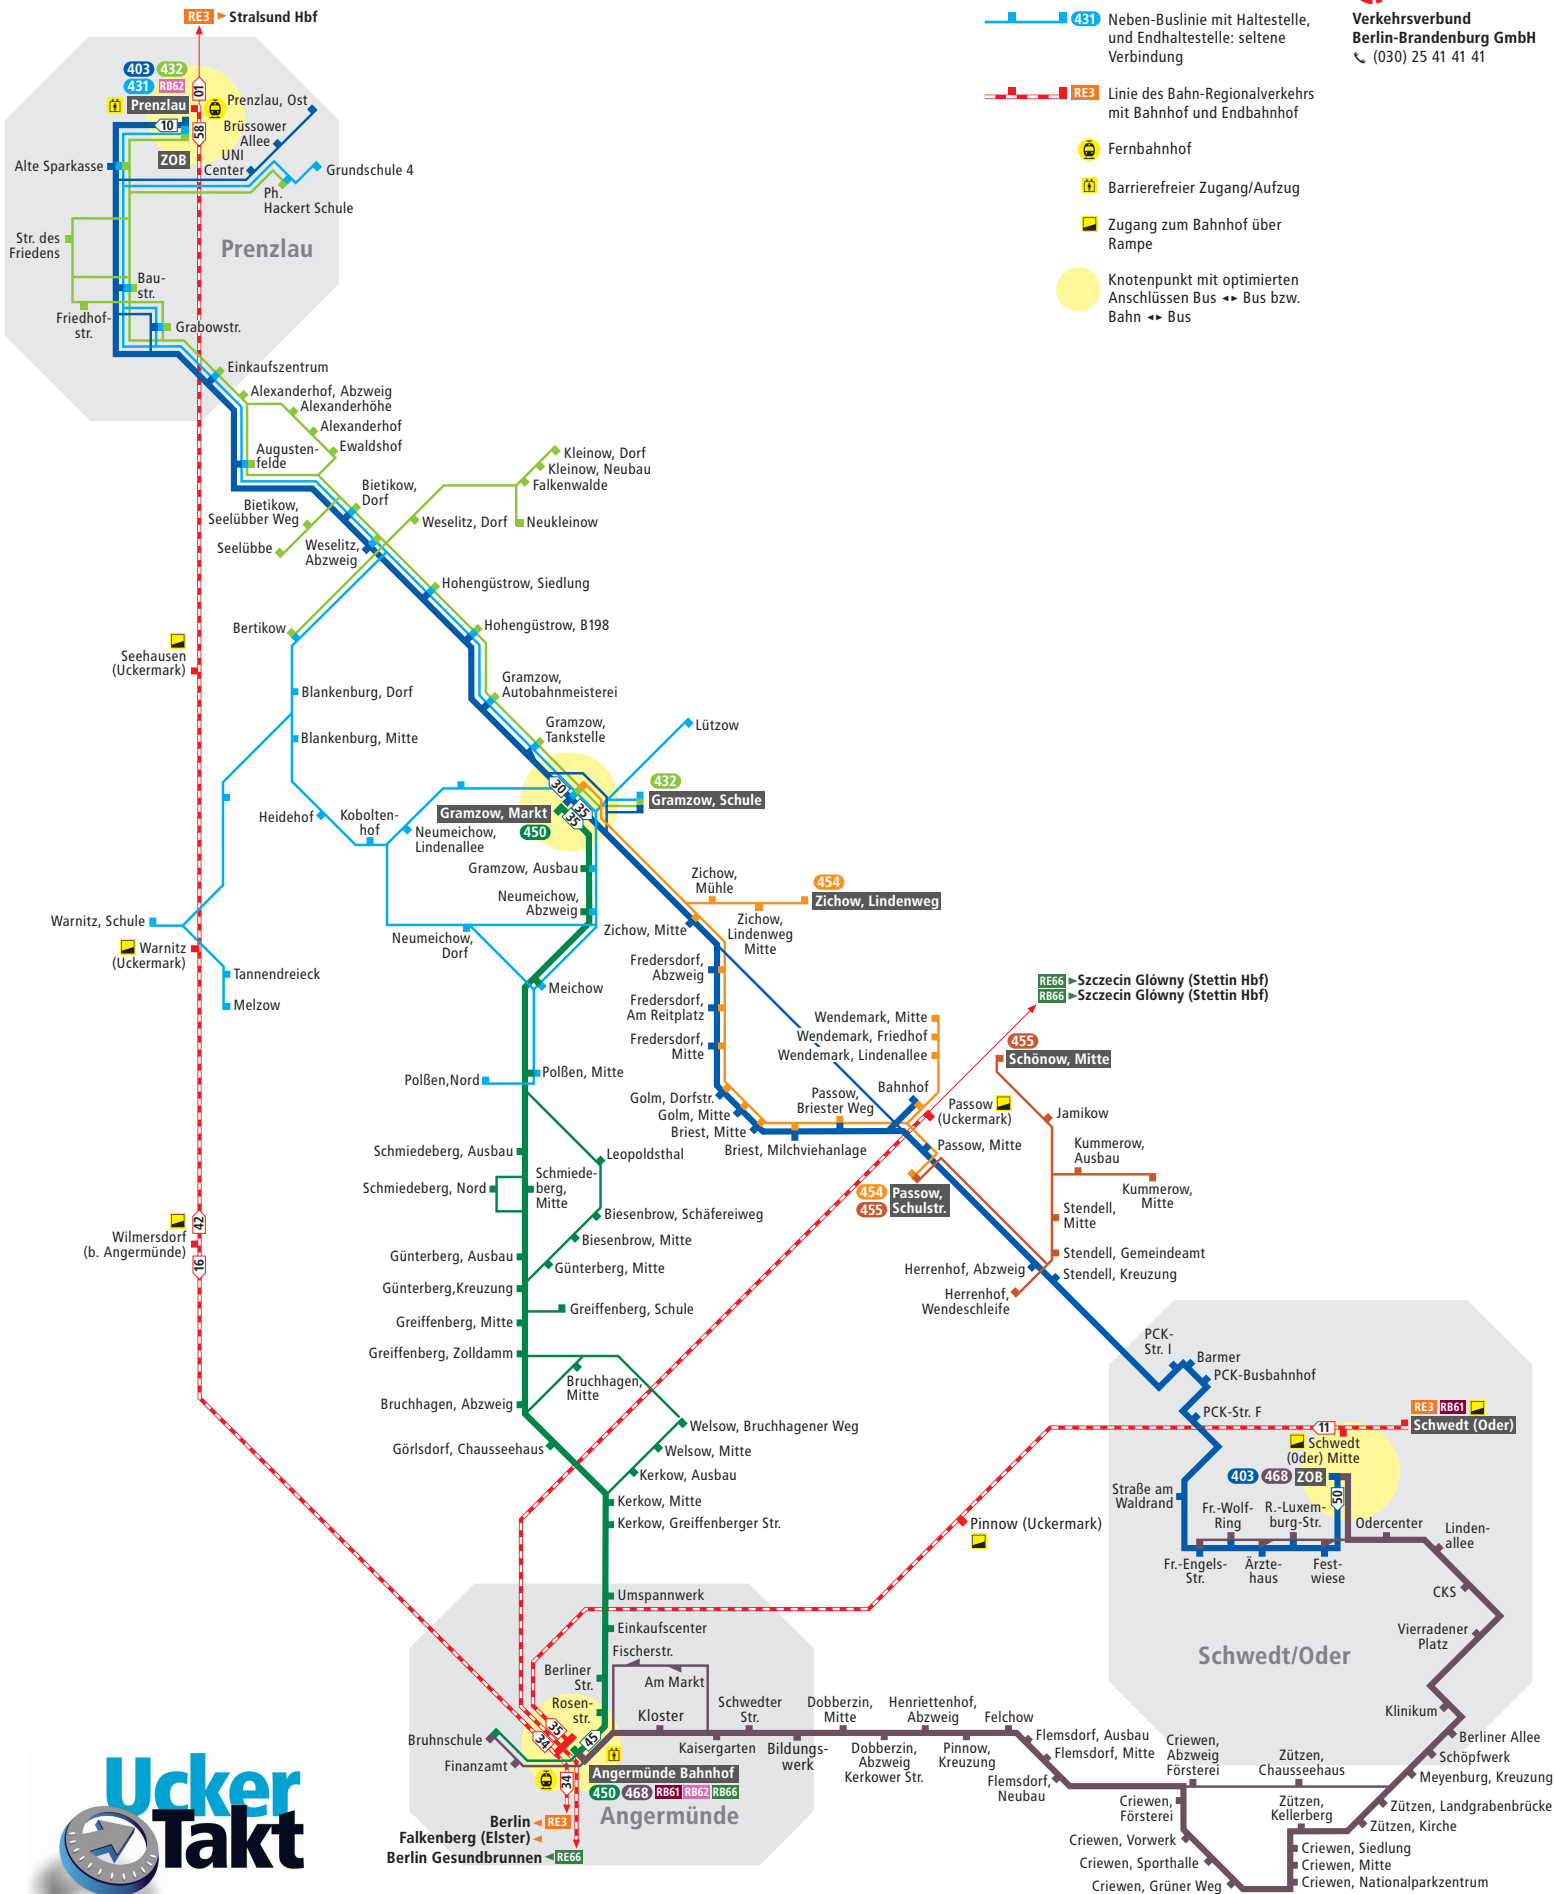 RE3 Stralsund Hbf
431 Neben-Buslinie mit Haltestelle,
und Endhaltestelle: seltene
Verbindung
Verkehrsverbund
Berlin-Brandenburg GmbH
(030) 25 41 41 41
RE3 Linie des Bahn-Regionalverkehrs
mit Bahnhof und Endbahnhof
Fernbahnhof
Barrierefreier Zugang/Aufzug
Zugang zum Bahnhof über
Rampe
Knotenpunkt mit optimierten
Anschlüssen Bus ◄► Bus bzw.
Bahn ◄► Bus
403 432
431 RB62
Prenzlau
01
58
10
ZOB
Prenzlau, Ost
Brüssower
Allee
UNI
Center
Alte Sparkasse
Grundschule 4
Ph.
Hackert Schule
Str. des
Friedens
Prenzlau
Bau-
str.
Friedhof-
str.
Grabowstr.
Einkaufszentrum
Alexanderhof, Abzweig
Alexanderhöhe
Alexanderhof
Ewaldshof
Augusten-
felde
Kleinow, Dorf
Kleinow, Neubau
Falkenwalde
Bietikow,
Dorf
Bietikow,
Seelübber Weg
Weselitz, Dorf
Neukleinow
Seelübbe
Weselitz,
Abzweig
Hohengüstrow, Siedlung
Bertikow
Hohengüstrow, B198
Seehausen
(Uckermark)
Blankenburg, Dorf
Gramzow,
Autobahnmeisterei
Blankenburg, Mitte
Gramzow,
Tankstelle
Lützow
432
Gramzow, Schule
30
35
35
Gramzow, Markt
450
Heidehof
Kobolten-
hof
Neumeichow,
Lindenallee
Gramzow, Ausbau
Neumeichow,
Abzweig
Zichow,
Mühle
454
Zichow, Lindenweg
Zichow,
Lindenweg
Mitte
Zichow, Mitte
Warnitz, Schule
Warnitz
(Uckermark)
Neumeichow,
Dorf
Tannendreieck
Melzow
Meichow
Fredersdorf,
Abzweig
Fredersdorf,
Am Reitplatz
Fredersdorf,
Mitte
RE66 Szczecin Glówny (Stettin Hbf)
RB66 Szczecin Glówny (Stettin Hbf)
Wendemark, Mitte
Wendemark, Friedhof
Wendemark, Lindenallee
455
Schönow, Mitte
Polßen,Nord
Polßen, Mitte
Golm, Dorfstr.
Golm, Mitte
Briest, Mitte
Passow,
Briester Weg
Bahnhof
Passow
(Uckermark)
Jamikow
Briest, Milchviehanlage
Passow, Mitte
Kummerow,
Ausbau
Kummerow,
Mitte
Schmiedeberg, Ausbau
Leopoldsthal
Schmiedeberg, Nord
Schmiede-
berg,
Mitte
454 Passow,
455 Schulstr.
Stendell,
Mitte
Wilmersdorf
(b. Angermünde)
42
16
Biesenbrow, Schäfereiweg
Biesenbrow, Mitte
Günterberg, Ausbau
Günterberg, Mitte
Stendell, Gemeindeamt
Herrenhof, Abzweig
Stendell, Kreuzung
Günterberg,Kreuzung
Herrenhof,
Wendeschleife
Greiffenberg, Schule
Greiffenberg, Mitte
Greiffenberg, Zolldamm
PCK-
Str. I
Barmer
PCK-Busbahnhof
Bruchhagen,
Mitte
Bruchhagen, Abzweig
PCK-Str. F
RE3 RB61
Schwedt (Oder)
Welsow, Bruchhagener Weg
Görlsdorf, Chausseehaus
Welsow, Mitte
Kerkow, Ausbau
11
Schwedt
(Oder) Mitte
403 468 ZOB
50
Straße am
Waldrand
Kerkow, Mitte
Kerkow, Greiffenberger Str.
Pinnow (Uckermark)
Fr.-Wolf-
Ring
R.-Luxem-
burg-Str.
Odercenter
Linden-
allee
Fr.-Engels-
Str.
Ärzte-
haus
Fest-
wiese
CKS
Umspannwerk
Einkaufscenter
Fischerstr.
Am Markt
Vierradener
Platz
Schwedt/Oder
Berliner
Str.
Rosen-
str.
Kloster
Schwedter
Str.
Dobberzin,
Mitte
Henriettenhof,
Abzweig
Felchow
Klinikum
Bruhnschule
Finanzamt
35
34
45
34
Kaisergarten
Bildungs-
werk
Dobberzin,
Abzweig
Kerkower Str.
Pinnow,
Kreuzung
Flemsdorf, Ausbau
Flemsdorf, Mitte
Flemsdorf,
Neubau
Criewen,
Abzweig
Försterei
Zützen,
Chausseehaus
Berliner Allee
Schöpfwerk
Meyenburg, Kreuzung
Angermünde Bahnhof
450 468 RB61 RB62 RB66
Angermünde
Criewen,
Försterei
Zützen,
Kellerberg
Zützen, Landgrabenbrücke
Zützen, Kirche
Berlin RE3
Falkenberg (Elster)
Berlin Gesundbrunnen RE66
Criewen, Vorwerk
Criewen, Sporthalle
Criewen, Grüner Weg
Criewen, Siedlung
Criewen, Mitte
Criewen, Nationalparkzentrum
Ucker
Takt